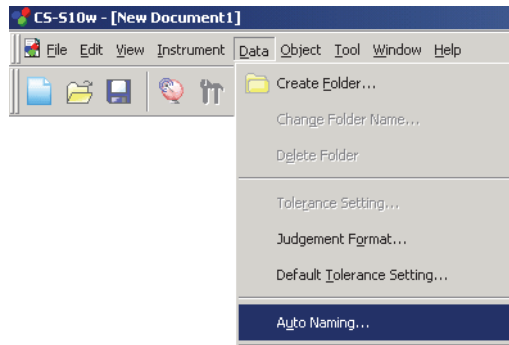 CS-S10w - [New Document1]
File Edit View Instrument Data Object Tool Window Help
Create Folder...
Change Folder Name...
Delete Folder
Tolerance Setting...
Judgement Format...
Default Tolerance Setting...
Auto Naming...